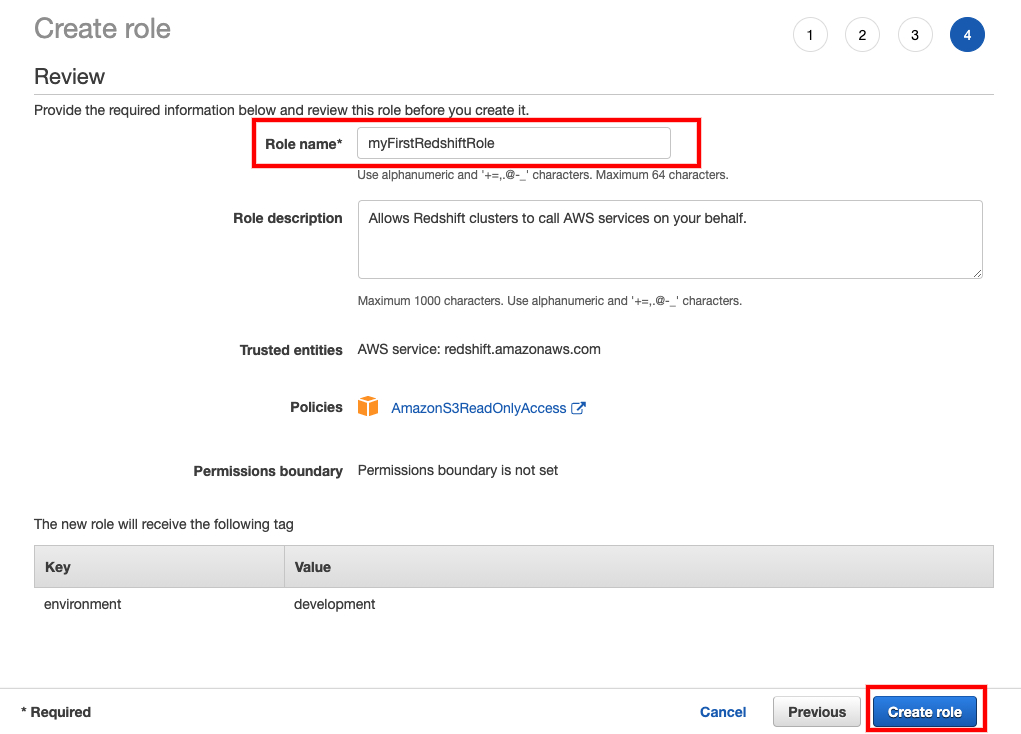 Create role
1 2 3 4
Review
Provide the required information below and review this role before you create it.
Role name* myFirstRedshiftRole
Use alphanumeric and '+=,.@-_' characters. Maximum 64 characters.
Role description Allows Redshift clusters to call AWS services on your behalf.
Maximum 1000 characters. Use alphanumeric and '+=,.@-_' characters.
Trusted entities AWS service: redshift.amazonaws.com
Policies AmazonS3ReadOnlyAccess
Permissions boundary Permissions boundary is not set
The new role will receive the following tag
Key Value
environment development
* Required Cancel Previous Create role